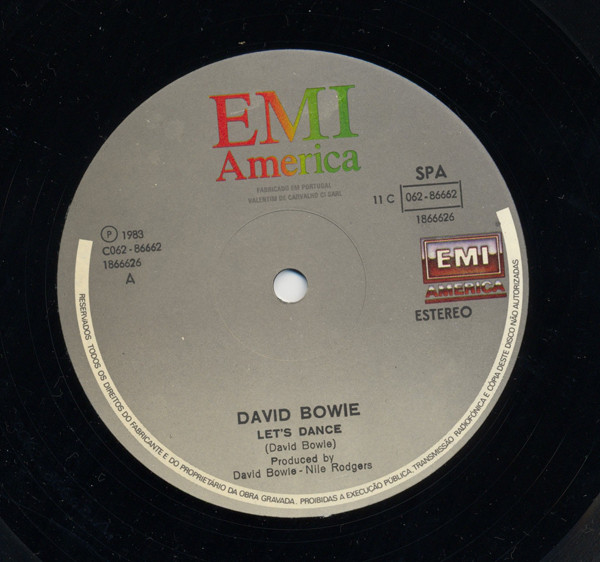 EMI
America
FABRICADO EM PORTUGAL
VALENTIM DE CARVALHO CI SARL
SPA
11 C 062-86662
1866626
℗ 1983
C062-86662
1866626
A
EMI
AMERICA
ESTEREO
DAVID BOWIE
LET'S DANCE
(David Bowie)
Produced by
David Bowie - Nile Rodgers
RESERVADOS TODOS OS DIREITOS DO FABRICANTE E DO PROPRIETÁRIO DA OBRA GRAVADA. PROIBIDAS A EXECUÇÃO PÚBLICA, TRANSMISSÃO RADIOFÓNICA E CÓPIA DESTE DISCO NÃO AUTORIZADAS